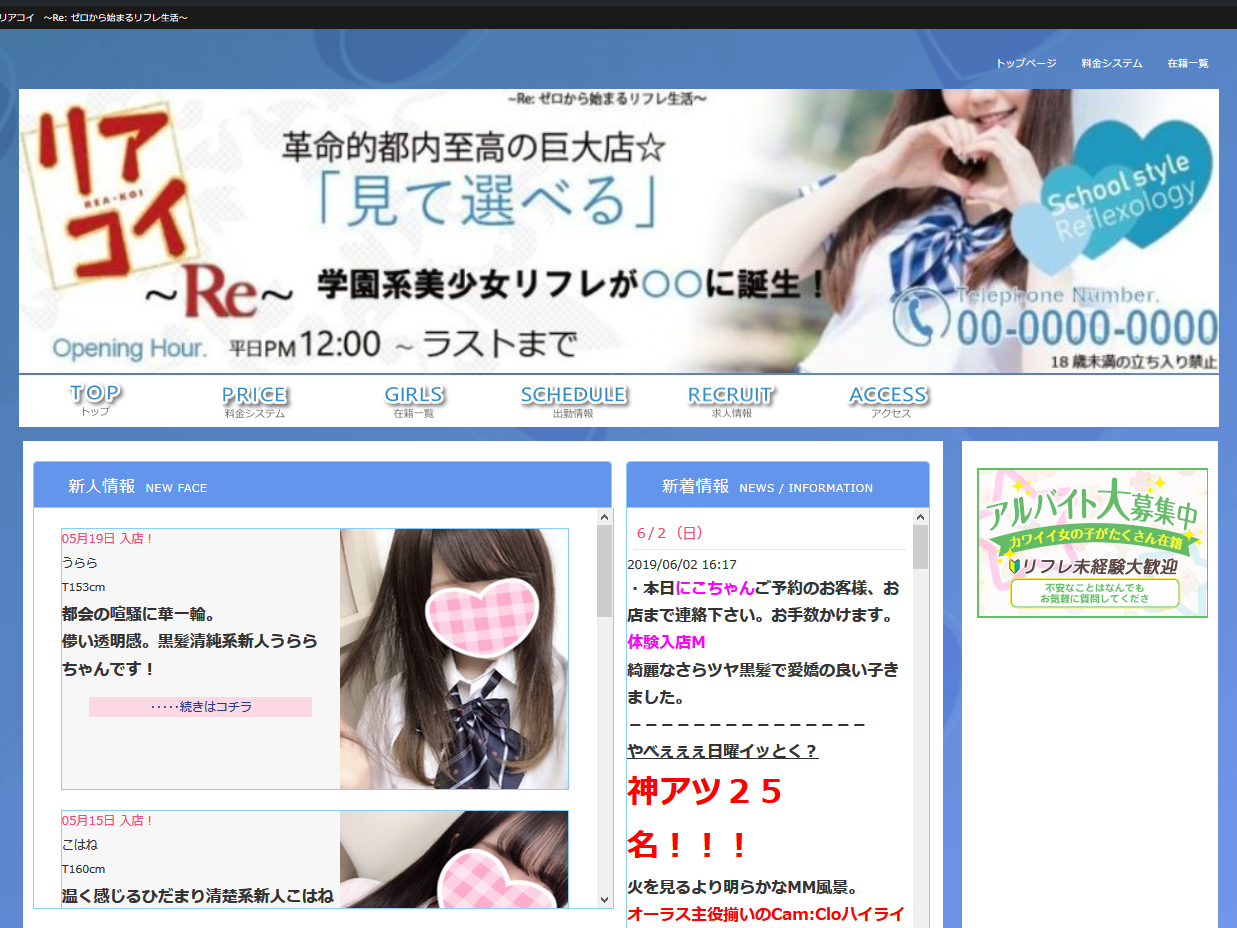 リアコイ　～Re: ゼロから始まるリフレ生活～
トップページ 料金システム 在籍一覧
~Re: ゼロから始まるリフレ生活~
リア
REA-KOI
コイ
～Re～
革命的都内至高の巨大店☆
「見て選べる」
学園系美少女リフレが〇〇に誕生！
School style
Reflexology
Telephone Number.
00-0000-0000
Opening Hour. 平日PM12:00 ～ラストまで
18歳未満の立ち入り禁止
TOP PRICE GIRLS SCHEDULE RECRUIT ACCESS
トップ 料金システム 在籍一覧 出勤情報 求人情報 アクセス
新人情報 NEW FACE
05月19日 入店！
うらら
T153cm
都会の喧騒に華一輪。
儚い透明感。黒髪清純系新人うらら
ちゃんです！
‥‥‥続きはコチラ
05月15日 入店！
こはね
T160cm
温く感じるひだまり清楚系新人こはね
新着情報 NEWS / INFORMATION
６/２（日）
2019/06/02 16:17
・本日にこちゃんご予約のお客様、お
店まで連絡下さい。お手数かけます。
体験入店M
綺麗なさらツヤ黒髪で愛嬌の良い子き
ました。
－－－－－－－－－－－－－－－
やべぇぇぇ日曜イッとく？
神アツ２５
名！！！
火を見るより明らかなMM風景。
オーラス主役揃いのCam:Cloハイライ
アルバイト大募集中
カワイイ女の子がたくさん在籍
リフレ未経験大歓迎
不安なことはなんでも
お気軽に質問してくださ